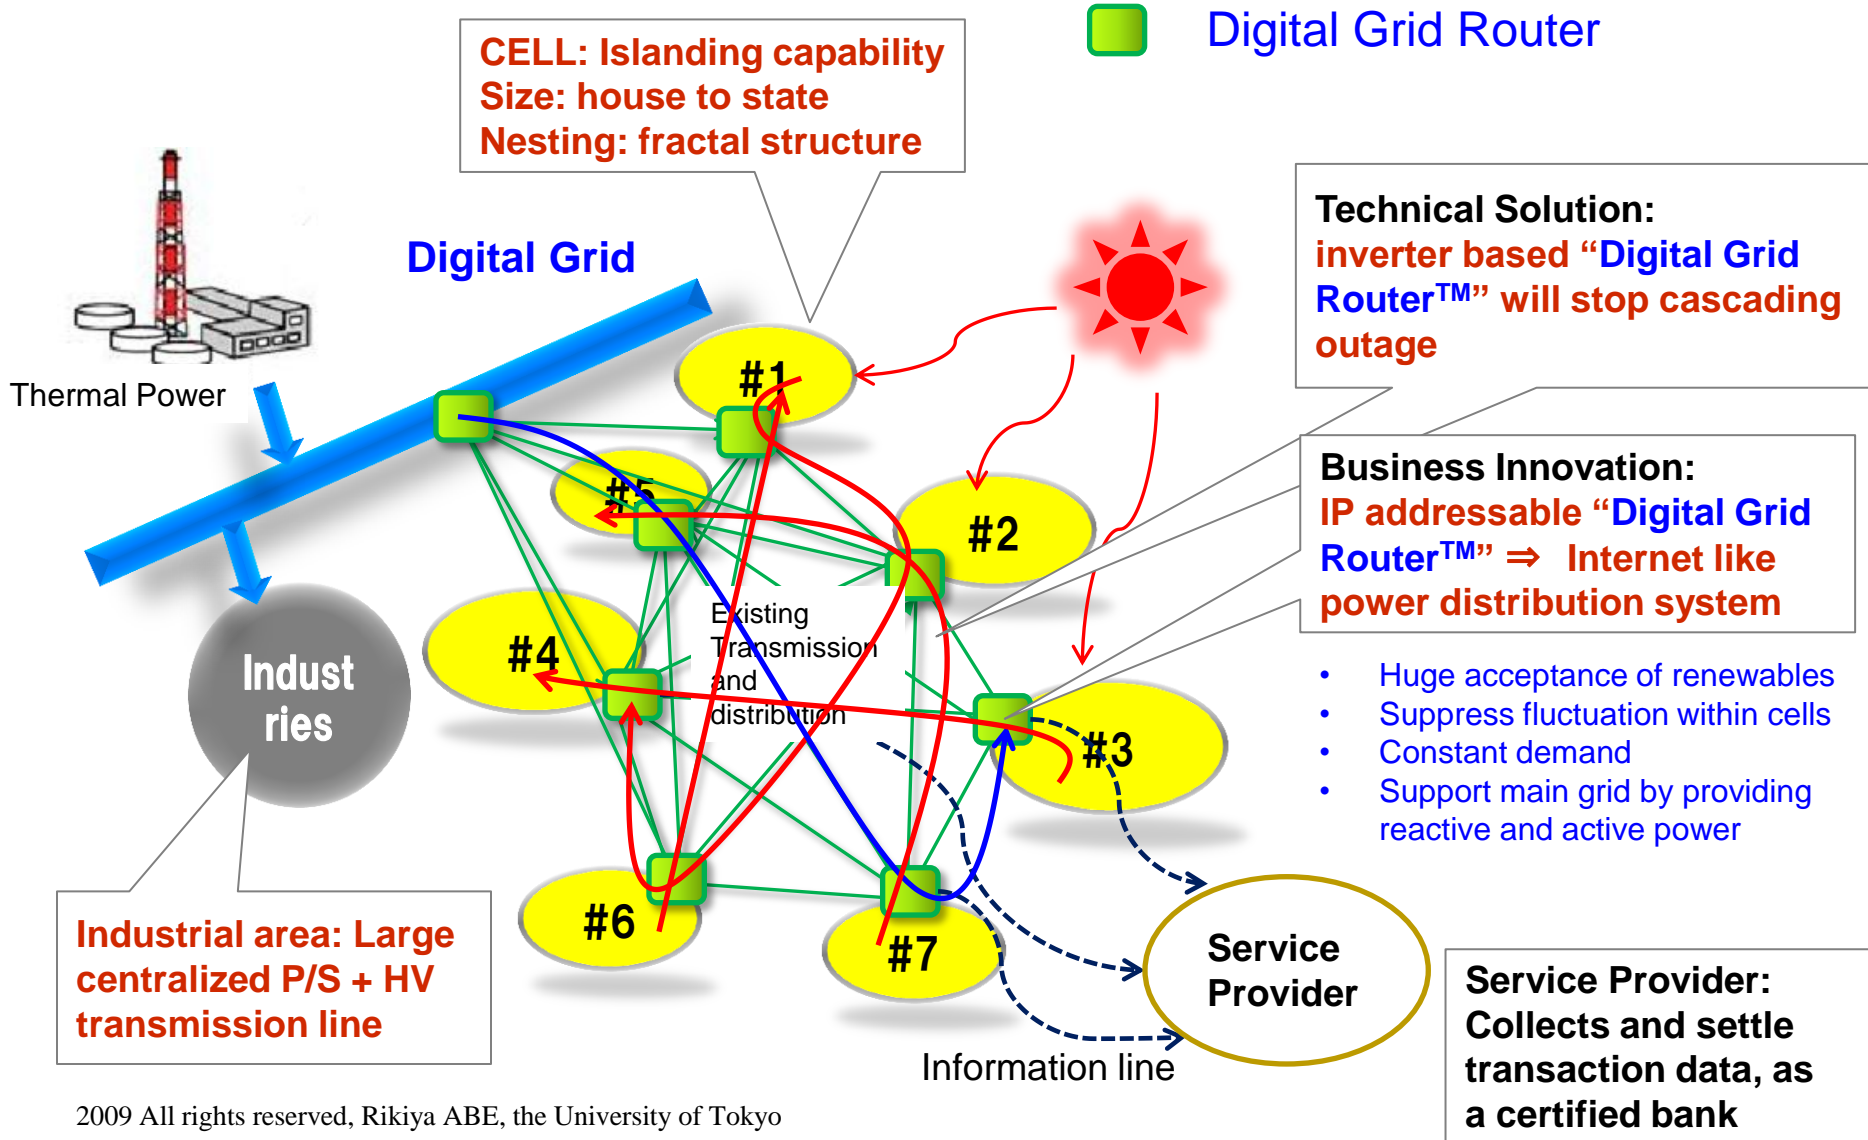 Digital Grid Router
CELL: Islanding capability
Size: house to state
Nesting: fractal structure
Technical Solution:
inverter based “Digital Grid
Router™” will stop cascading
outage
Digital Grid
Thermal Power
#1
#5
#2
Business Innovation:
IP addressable “Digital Grid
Router™” ⇒ Internet like
power distribution system
Existing
Transmission
and
distribution
#4
Indust
ries
#3
• Huge acceptance of renewables
• Suppress fluctuation within cells
• Constant demand
• Support main grid by providing
reactive and active power
#6
#7
Industrial area: Large
centralized P/S + HV
transmission line
Service
Provider
Service Provider:
Collects and settle
transaction data, as
a certified bank
Information line
2009 All rights reserved, Rikiya ABE, the University of Tokyo